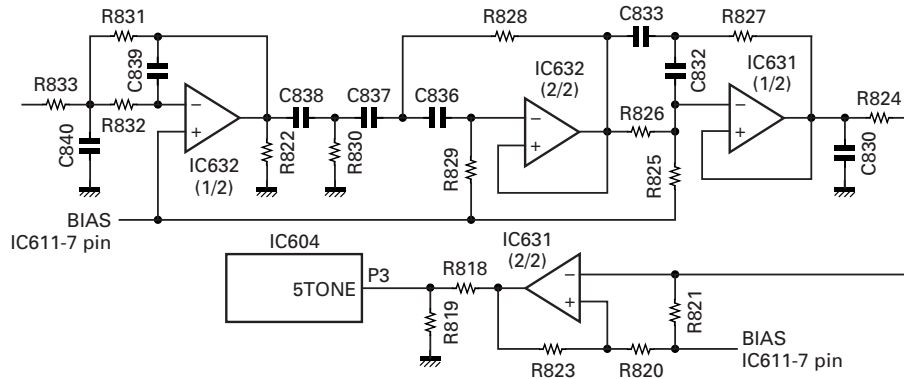 R831
R828
C833
R827
C839
C832
IC632
(2/2)
IC631
(1/2)
R833
R832
C838
C837
C836
R826
R824
C840
IC632
(1/2)
R822
R830
R829
R825
C830
BIAS
IC611-7 pin
IC604
IC631
(2/2)
P3
R818
5TONE
R819
R821
R823
R820
BIAS
IC611-7 pin